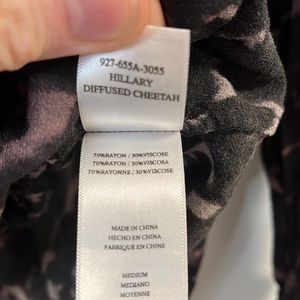 927-655A-3055
HILLARY
DIFFUSED CHEETAH
70%RAYON / 30%VISCOSE
70%RAYON / 30%VISCOSA
70%RAYONNE / 30%VISCOSE
MADE IN CHINA
HECHO EN CHINA
FABRIQUÉ EN CHINE
MEDIUM
MEDIANO
MOYENNE